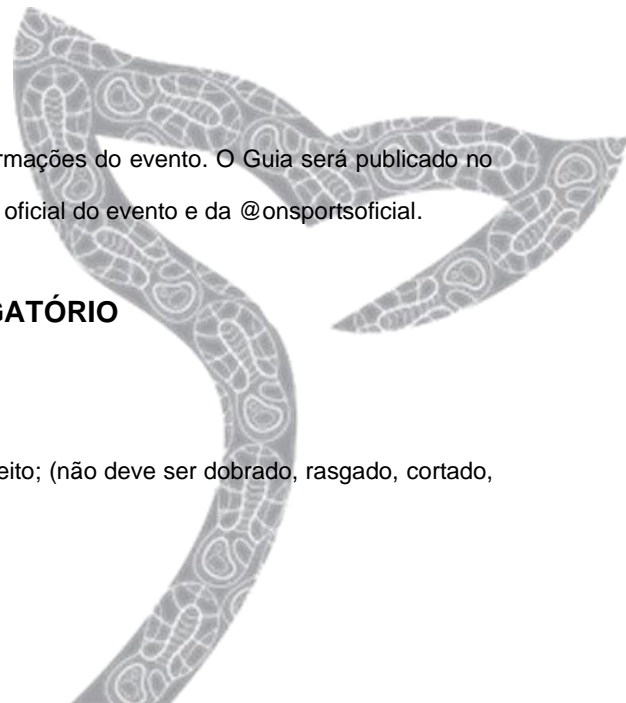 rmações do evento. O Guia será publicado no
oficial do evento e da @onsportsoficial.
GATÓRIO
eito; (não deve ser dobrado, rasgado, cortado,